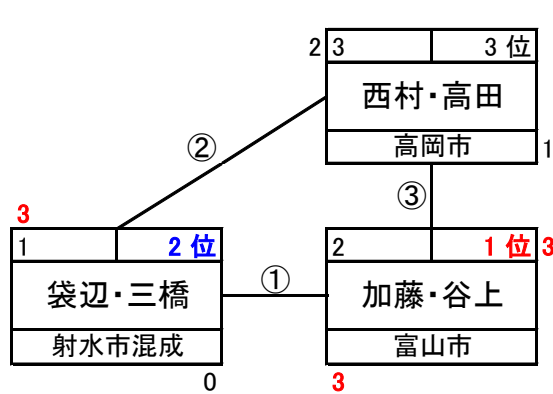 2 3 3 位
西村・高田
高岡市 1
②
③
3
1 2 位
袋辺・三橋
射水市混成
0
①
2 1 位 3
加藤・谷上
富山市
3